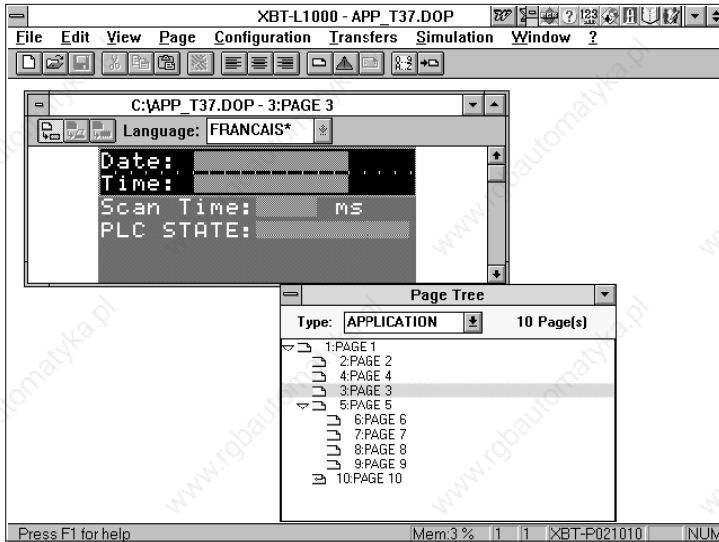 XBT-L1000 - APP_T37.DOP
File Edit View Page Configuration Transfers Simulation Window ?
C:\APP_T37.DOP - 3:PAGE 3
Language: FRANCAIS*
Date:
Time:
Scan Time: ms
PLC STATE:
Page Tree
Type: APPLICATION 10 Page(s)
1:PAGE 1
2:PAGE 2
4:PAGE 4
3:PAGE 3
5:PAGE 5
6:PAGE 6
7:PAGE 7
8:PAGE 8
9:PAGE 9
10:PAGE 10
Press F1 for help Mem:3 % 1 1 XBT-P021010 NUM
www.rgbautomatyka.pl